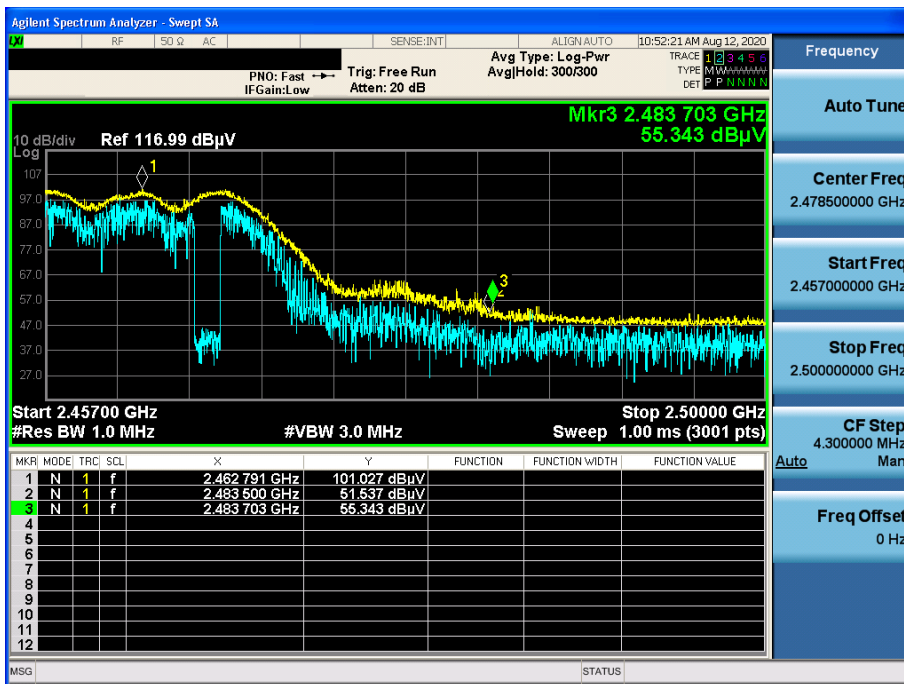 Agilent Spectrum Analyzer - Swept SA
LXI RF 50 Ω AC SENSE:INT ALIGN AUTO 10:52:21 AM Aug 12, 2020
Frequency
PNO: Fast
IFGain:Low
Trig: Free Run
Atten: 20 dB
Avg Type: Log-Pwr
Avg|Hold: 300/300
TRACE 1 2 3 4 5 6
TYPE M W W W W W
DET P P N N N N
Auto Tune
Mkr3 2.483 703 GHz
55.343 dBµV
10 dB/div Ref 116.99 dBµV
Log
107
97.0
87.0
77.0
67.0
57.0
47.0
37.0
27.0
1
3
2
Center Freq
2.478500000 GHz
Start Freq
2.457000000 GHz
Stop Freq
2.500000000 GHz
Start 2.45700 GHz Stop 2.50000 GHz
#Res BW 1.0 MHz #VBW 3.0 MHz Sweep 1.00 ms (3001 pts)
CF Step
4.300000 MHz
Auto Man
MKR MODE TRC SCL X Y FUNCTION FUNCTION WIDTH FUNCTION VALUE
1 N 1 f 2.462 791 GHz 101.027 dBµV
2 N 1 f 2.483 500 GHz 51.537 dBµV
3 N 1 f 2.483 703 GHz 55.343 dBµV
4
5
6
7
8
9
10
11
12
Freq Offset
0 Hz
MSG STATUS